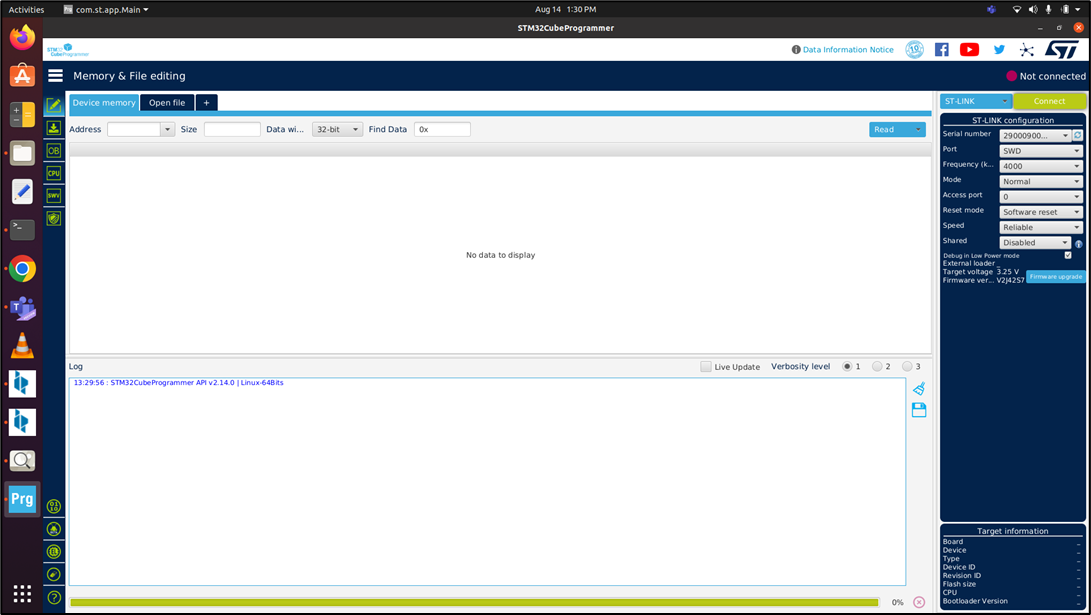 Activities com.st.app.Main Aug 14 1:30 PM
STM32CubeProgrammer
STM32 CubeProgrammer Data Information Notice
Memory & File editing Not connected
Device memory Open file + ST-LINK Connect
Address Size Data wi... 32-bit Find Data 0x Read
ST-LINK configuration
Serial number 29000900...
Port SWD
Frequency (k... 4000
Mode Normal
Access port 0
Reset mode Software reset
Speed Reliable
Shared Disabled
Debug in Low Power mode
External loader _
Target voltage 3.25 V
Firmware ver... V2J42S7 Firmware upgrade
OB
CPU
SWV
No data to display
Log Live Update Verbosity level 1 2 3
13:29:56 : STM32CubeProgrammer API v2.14.0 | Linux-64Bits
Prg
Target information
Board _
Device _
Type _
Device ID _
Revision ID _
Flash size _
CPU _
Bootloader Version _
0%